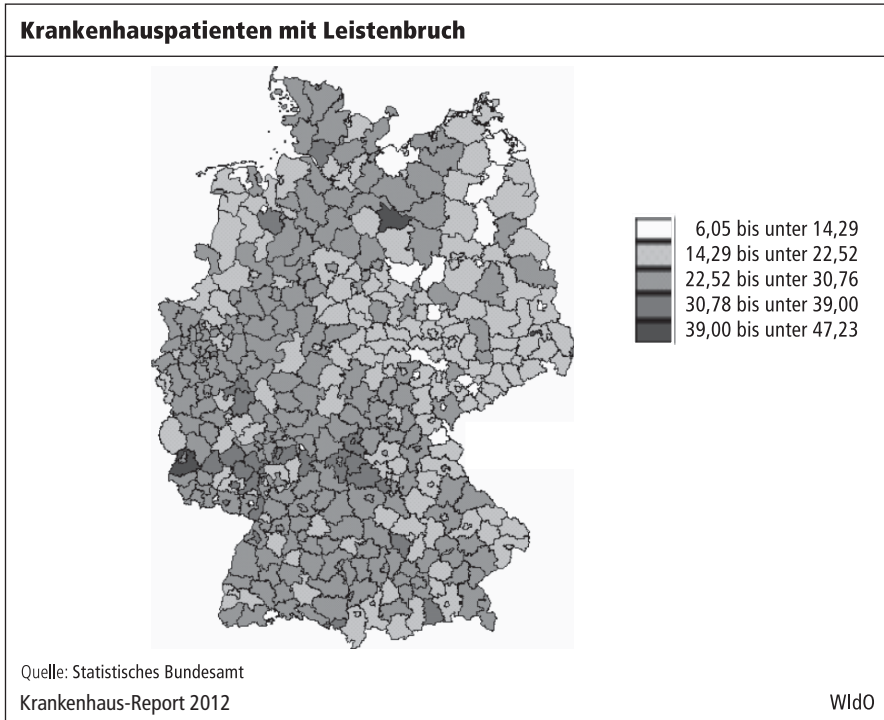 Krankenhauspatienten mit Leistenbruch
6,05 bis unter 14,29
14,29 bis unter 22,52
22,52 bis unter 30,76
30,78 bis unter 39,00
39,00 bis unter 47,23
Quelle: Statistisches Bundesamt
Krankenhaus-Report 2012
WIdO